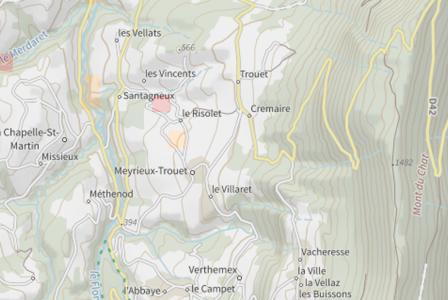 les Vellats
566
le Merdaret
les Vincents
Trouet
Santagneux
le Risolet
Cremaire
D42
Chapelle-St-
Martin
Missieux
1482
Meyrieux-Trouet
le Villaret
Mont du Chat
Méthenod
394
Vacheresse
Verthemex
la Ville
la Vellaz
l'Abbaye
le Campet
les Buissons